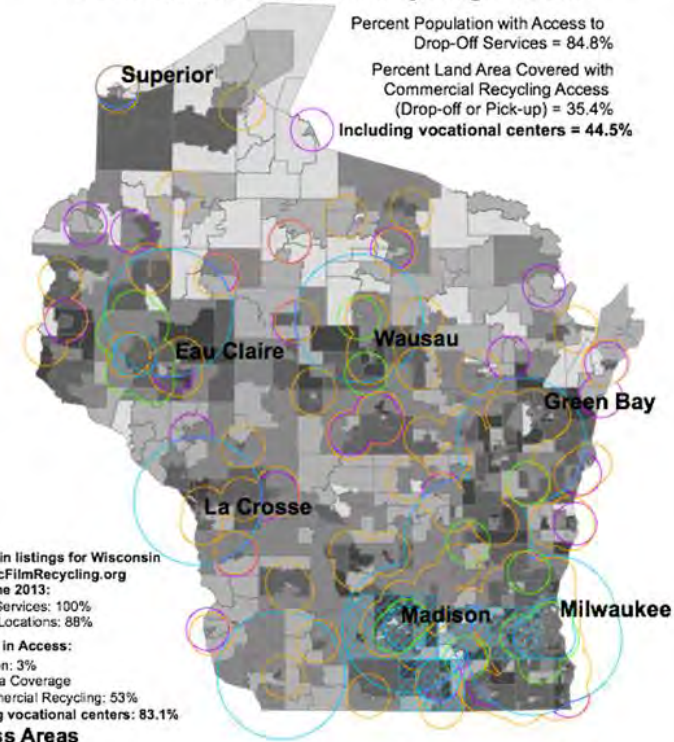 Percent Population with Access to
Drop-Off Services = 84.8%
Percent Land Area Covered with
Commercial Recycling Access
(Drop-off or Pick-up) = 35.4%
Including vocational centers = 44.5%
Superior
Eau Claire
Wausau
Green Bay
La Crosse
Madison
Milwaukee
in listings for Wisconsin
cFilmRecycling.org
ne 2013:
Services: 100%
Locations: 88%
in Access:
n: 3%
a Coverage
mercial Recycling: 53%
g vocational centers: 83.1%
ss Areas